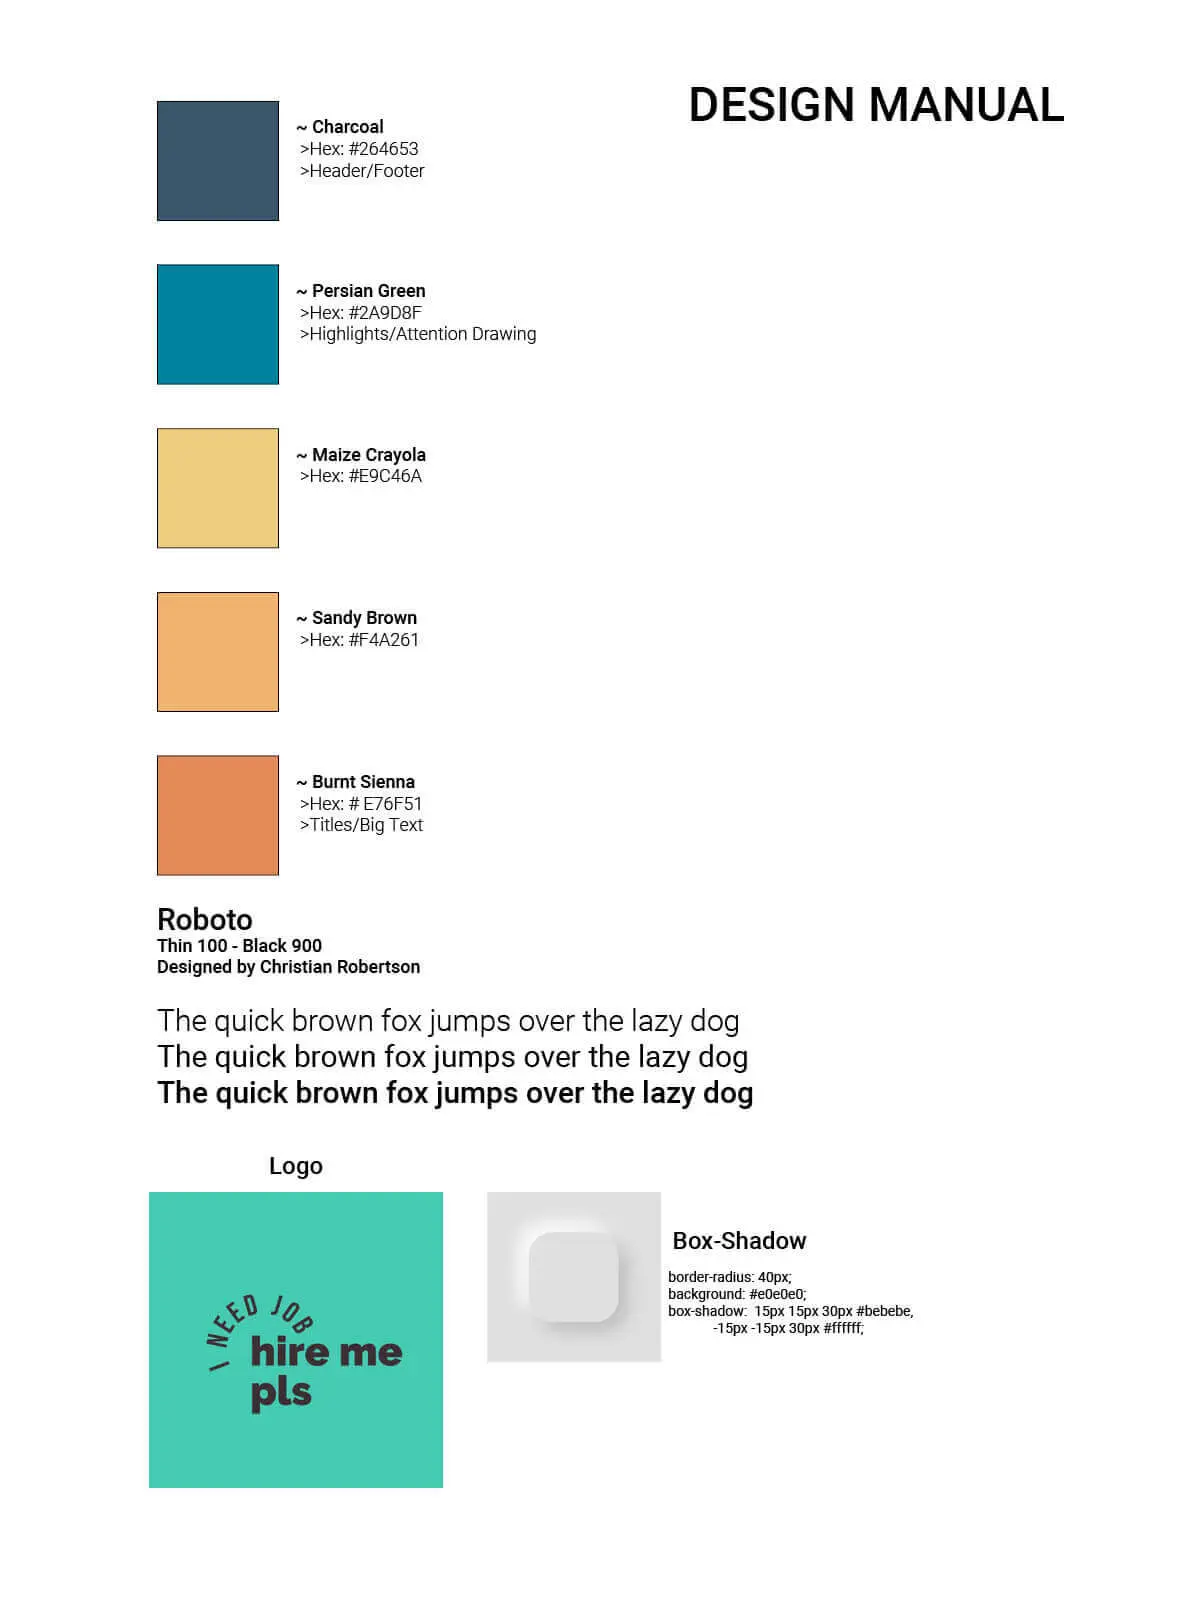 DESIGN MANUAL
~ Charcoal
>Hex: #264653
>Header/Footer
~ Persian Green
>Hex: #2A9D8F
>Highlights/Attention Drawing
~ Maize Crayola
>Hex: #E9C46A
~ Sandy Brown
>Hex: #F4A261
~ Burnt Sienna
>Hex: # E76F51
>Titles/Big Text
Roboto
Thin 100 - Black 900
Designed by Christian Robertson
The quick brown fox jumps over the lazy dog
The quick brown fox jumps over the lazy dog
The quick brown fox jumps over the lazy dog
Logo
I NEED JOB
hire me
pls
Box-Shadow
border-radius: 40px;
background: #e0e0e0;
box-shadow:  15px 15px 30px #bebebe,
-15px -15px 30px #ffffff;